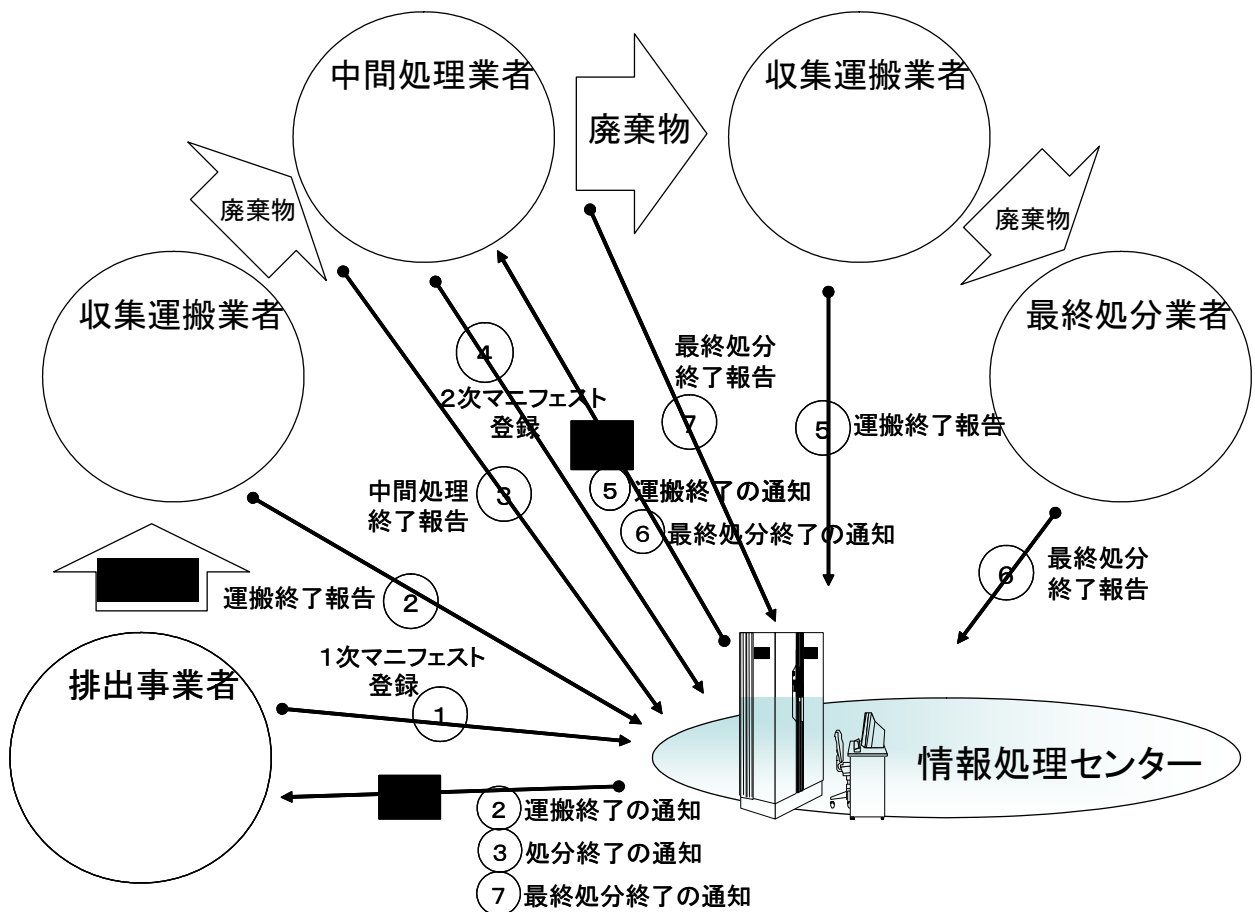 中間処理業者
収集運搬業者
廃棄物
廃棄物
廃棄物
収集運搬業者
最終処分業者
4
2次マニフェスト
登録
最終処分
終了報告
7
5
運搬終了報告
中間処理
終了報告
3
5 運搬終了の通知
6 最終処分終了の通知
6
最終処分
終了報告
運搬終了報告 2
1次マニフェスト
登録
1
排出事業者
情報処理センター
2 運搬終了の通知
3 処分終了の通知
7 最終処分終了の通知